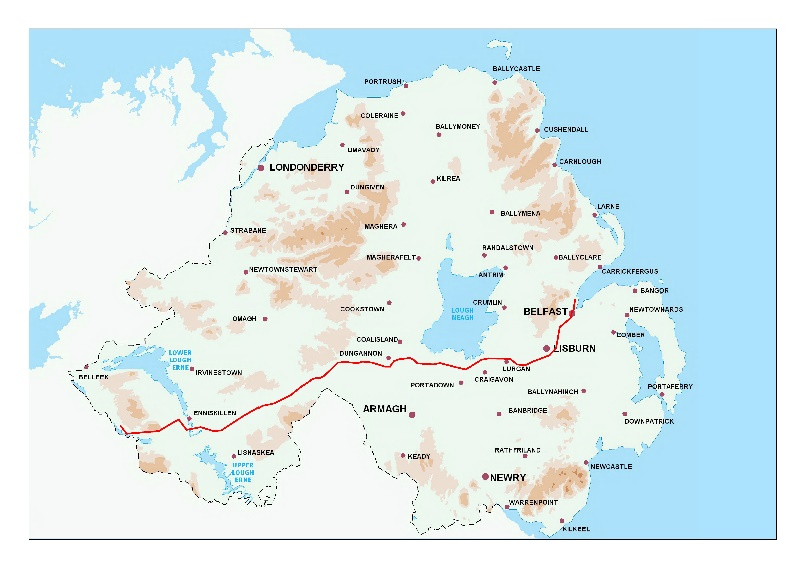 BALLYCASTLE
PORTRUSH
COLERAINE
BALLYMONEY
CUSHENDALL
LIMAVADY
CARNLOUGH
LONDONDERRY
KILREA
DUNGIVEN
LARNE
BALLYMENA
MAGHERA
STRABANE
RANDALSTOWN
MAGHERAFELT
BALLYCLARE
NEWTOWNSTEWART
ANTRIM
CARRICKFERGUS
BANGOR
CRUMLIN
COOKSTOWN
LOUGH
NEAGH
BELFAST
NEWTOWNARDS
OMAGH
COMBER
COALISLAND
LISBURN
DUNGANNON
LOWER
LOUGH
ERNE
LURGAN
IRVINESTOWN
BELLEEK
CRAIGAVON
PORTADOWN
PORTAFERRY
BALLYNAHINCH
ARMAGH
BANBRIDGE
ENNISKILLEN
DOWNPATRICK
RATHFRILAND
LISNASKEA
KEADY
UPPER
LOUGH
ERNE
NEWCASTLE
NEWRY
WARRENPOINT
KILKEEL